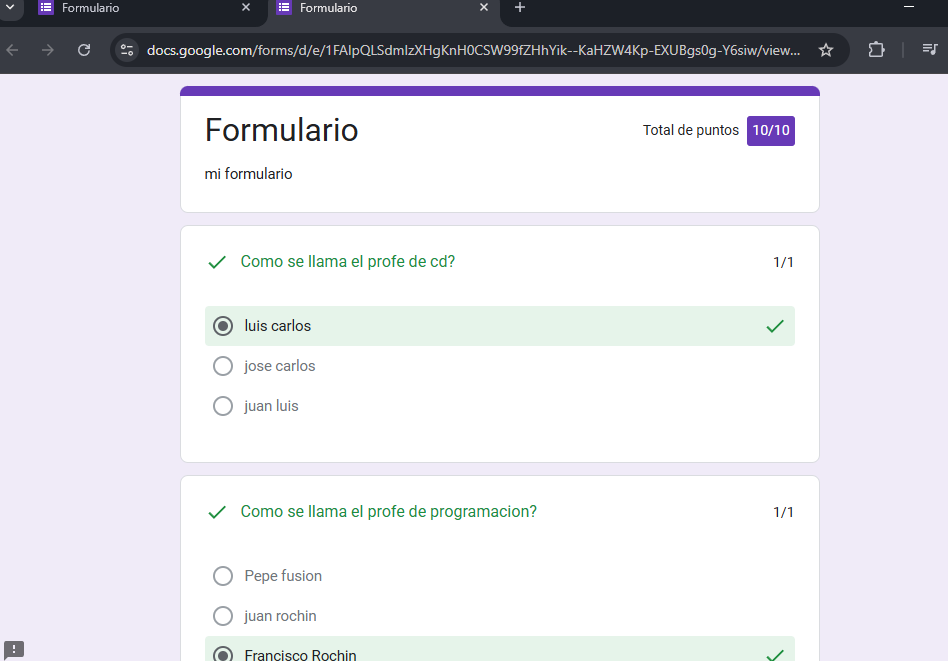 Formulario
Formulario
docs.google.com/forms/d/e/1FAIpQLSdmIzXHgKnH0CSW99fZHhYik--KaHZW4Kp-EXUBgs0g-Y6siw/view...
Formulario
Total de puntos 10/10
mi formulario
Como se llama el profe de cd?
1/1
luis carlos
jose carlos
juan luis
Como se llama el profe de programacion?
1/1
Pepe fusion
juan rochin
Francisco Rochin